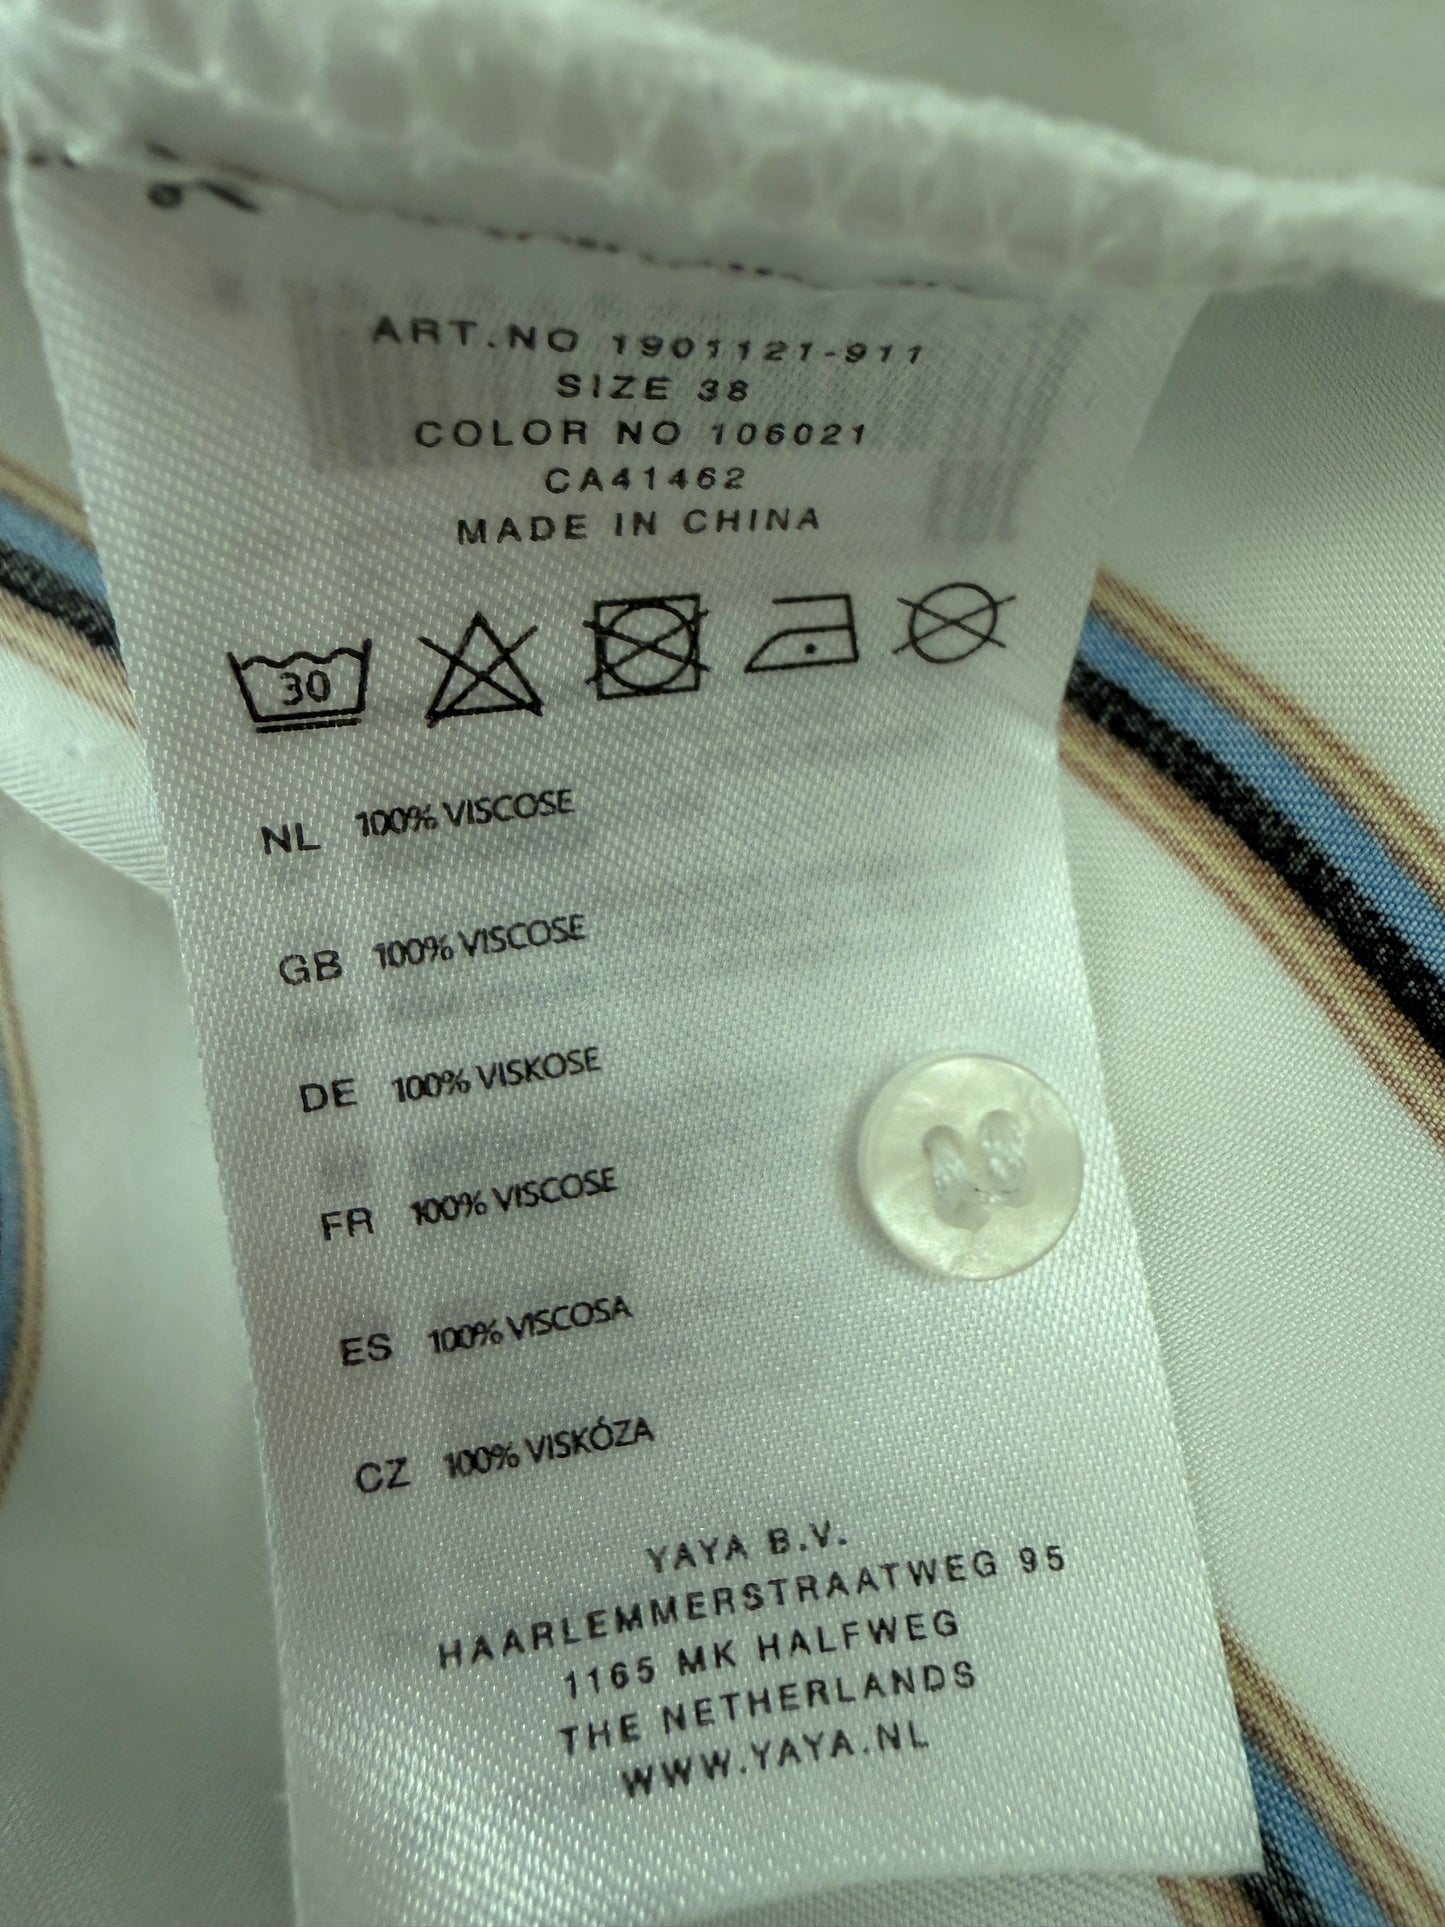 ART.NO 1901121-911
SIZE 38
COLOR NO 106021
CA41462
MADE IN CHINA
30
NL 100% VISCOSE
GB 100% VISCOSE
DE 100% VISKOSE
FR 100% VISCOSE
ES 100% VISCOSA
CZ 100% VISKÓZA
YAYA B.V.
HAARLEMMERSTRAATWEG 95
1165 MK HALFWEG
THE NETHERLANDS
WWW.YAYA.NL